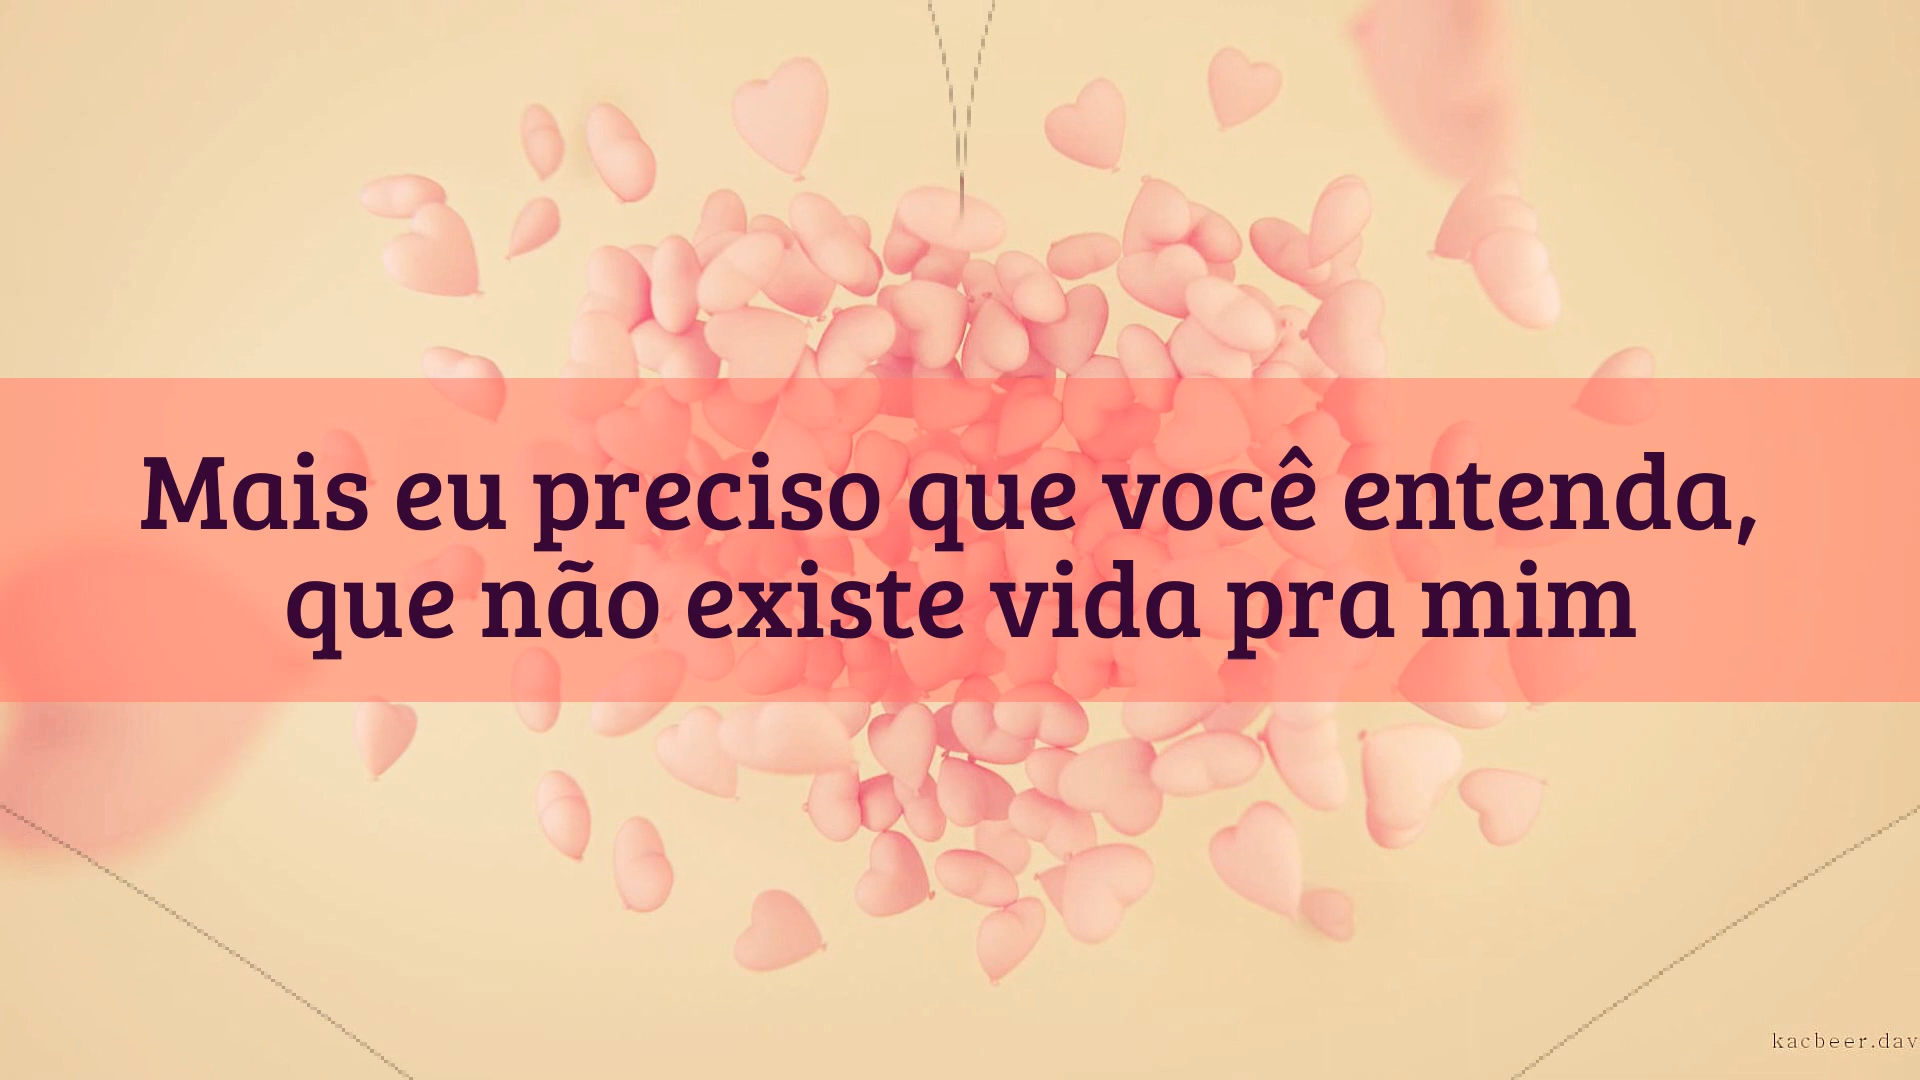 Mais eu preciso que você entenda,
que não existe vida pra mim
kacbeer.dav